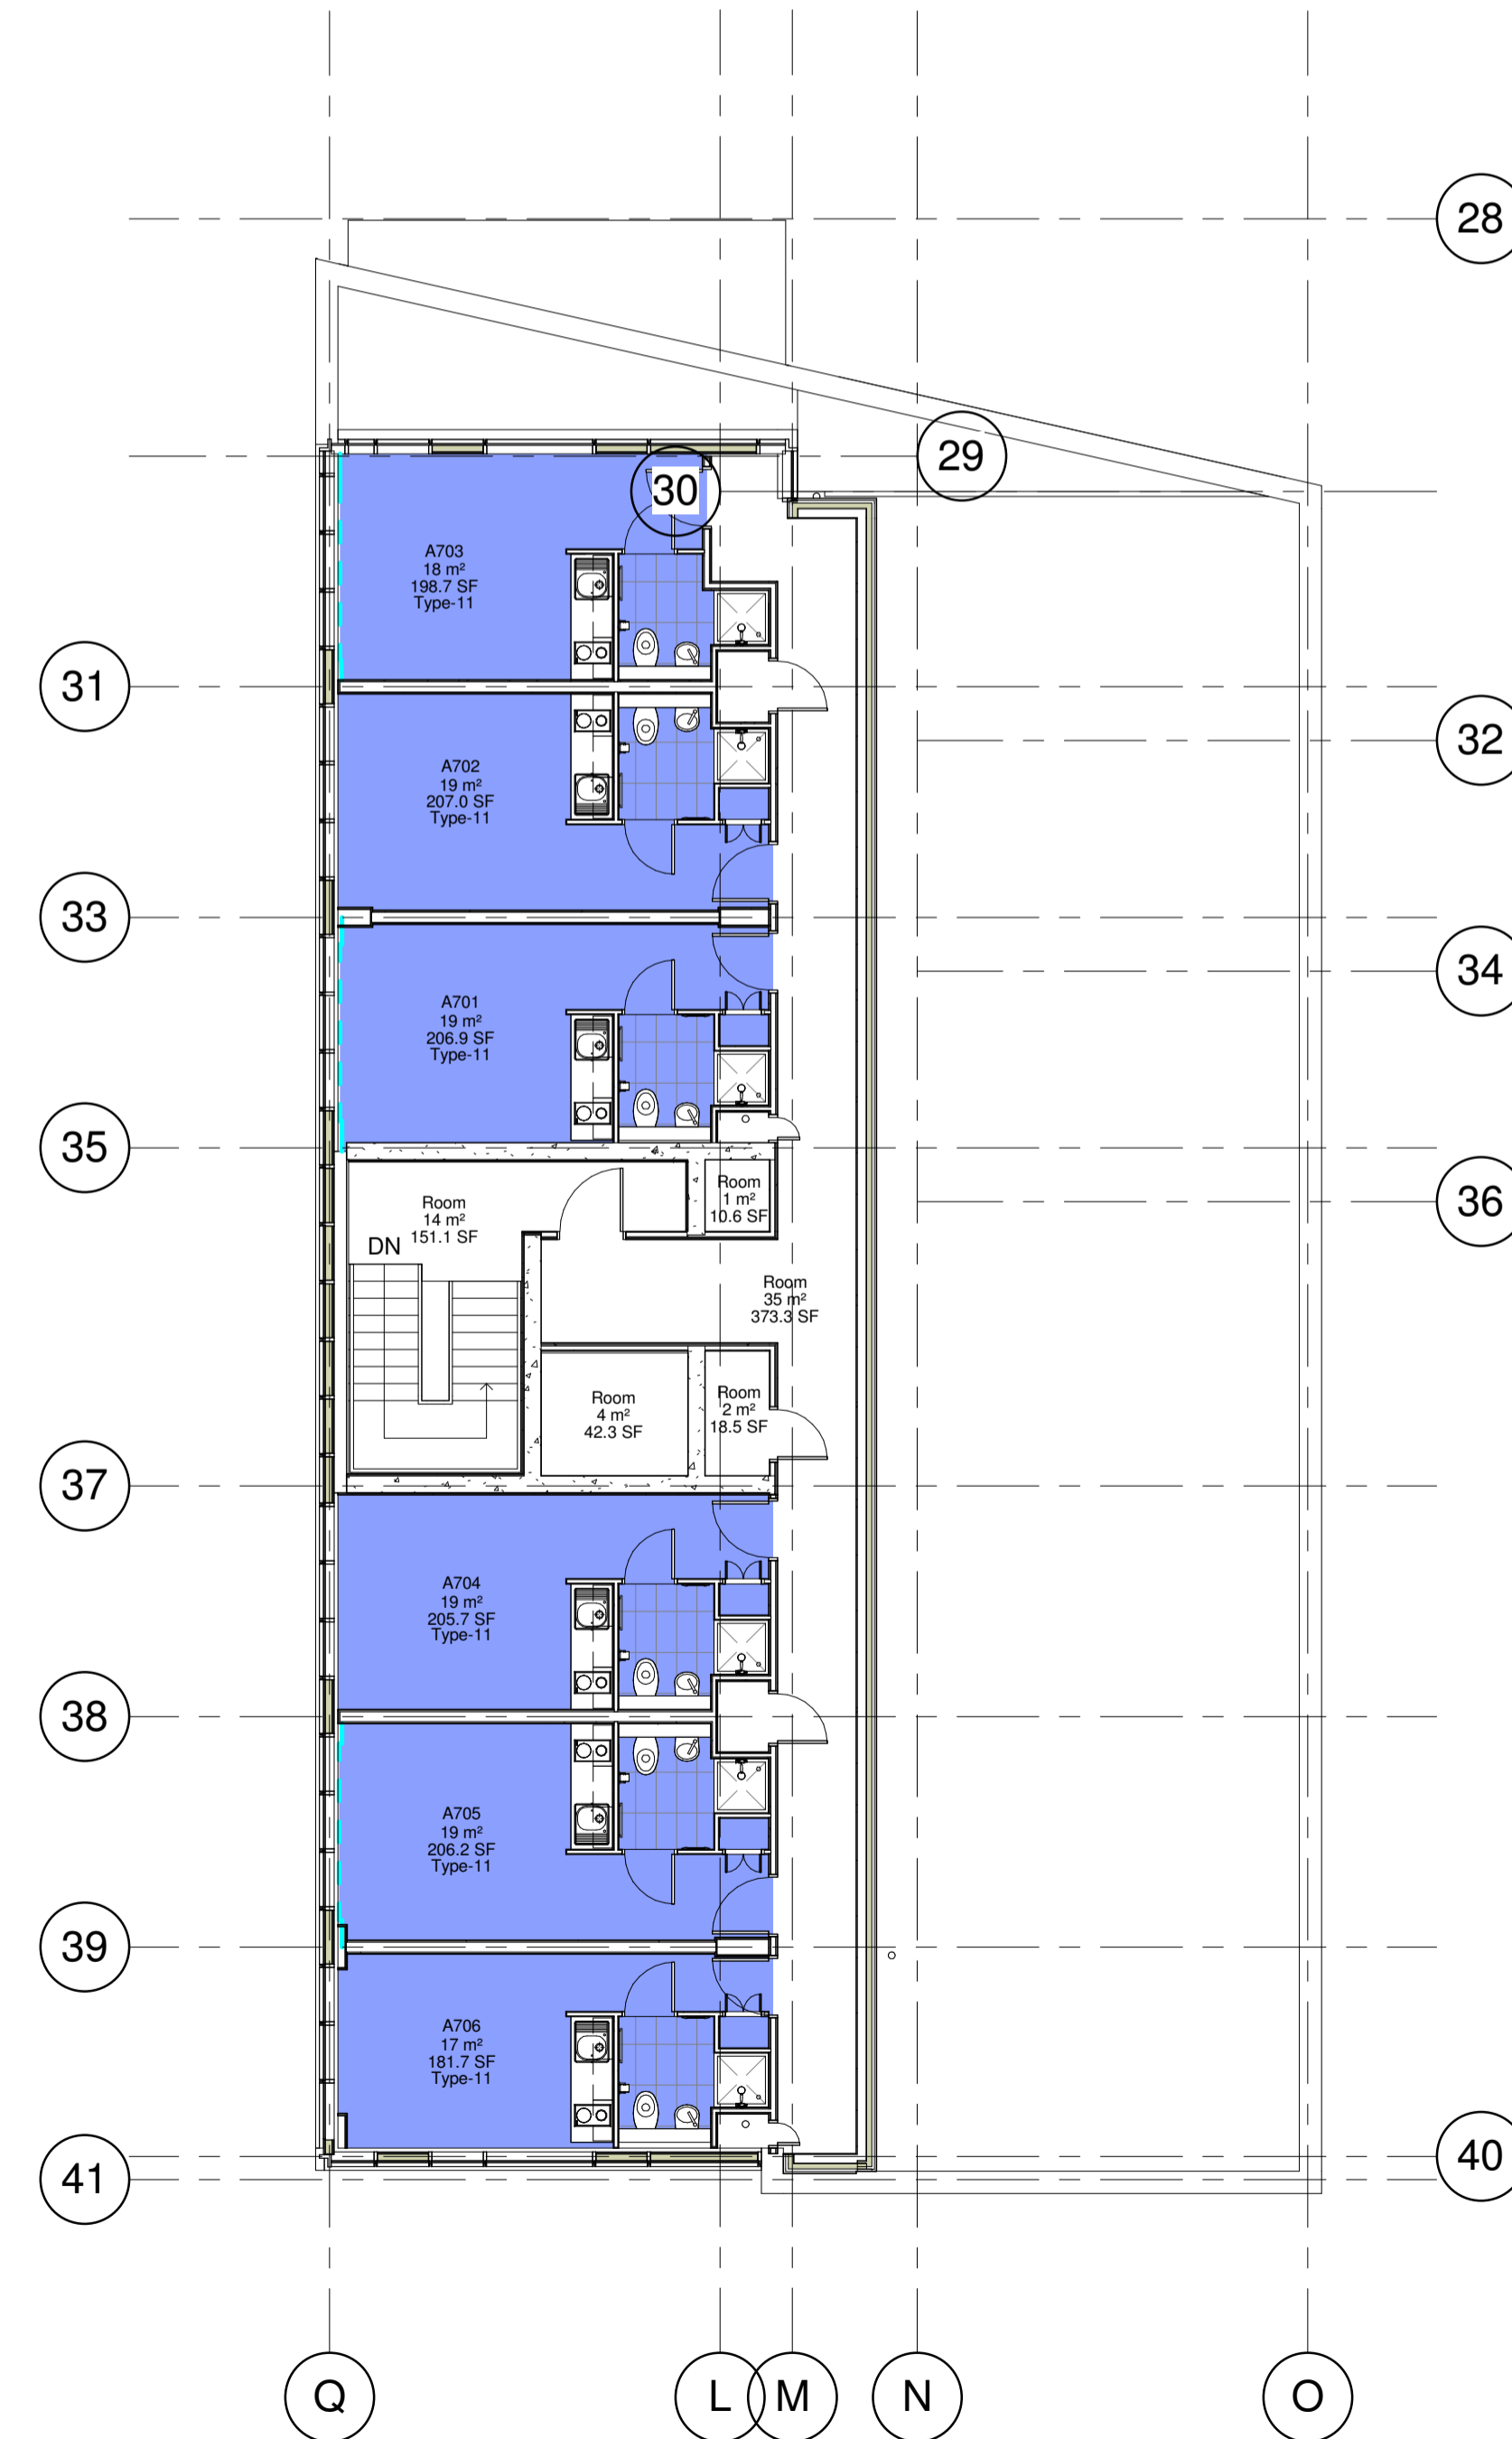 28
29
30
A703
18 m²
198.7 SF
Type-11
31
32
A702
19 m²
207.0 SF
Type-11
33
34
A701
19 m²
206.9 SF
Type-11
35
36
Room
1 m²
10.6 SF
Room
14 m²
151.1 SF
DN
Room
35 m²
373.3 SF
Room
4 m²
42.3 SF
Room
2 m²
18.5 SF
37
A704
19 m²
205.7 SF
Type-11
38
A705
19 m²
206.2 SF
Type-11
39
A706
17 m²
181.7 SF
Type-11
40
41
Q
L
M
N
O